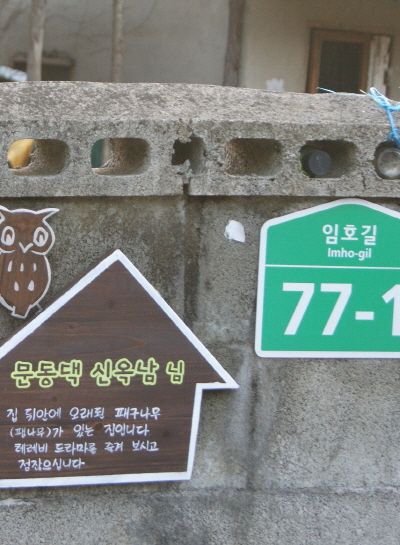 임호길
Imho-gil
77-1
문동댁 신옥남 님
집 뒤안에 오래된 패구나무
(팽나무)가 있는 집입니다
테레비 드라마를 즐겨 보시고
정많으십니다